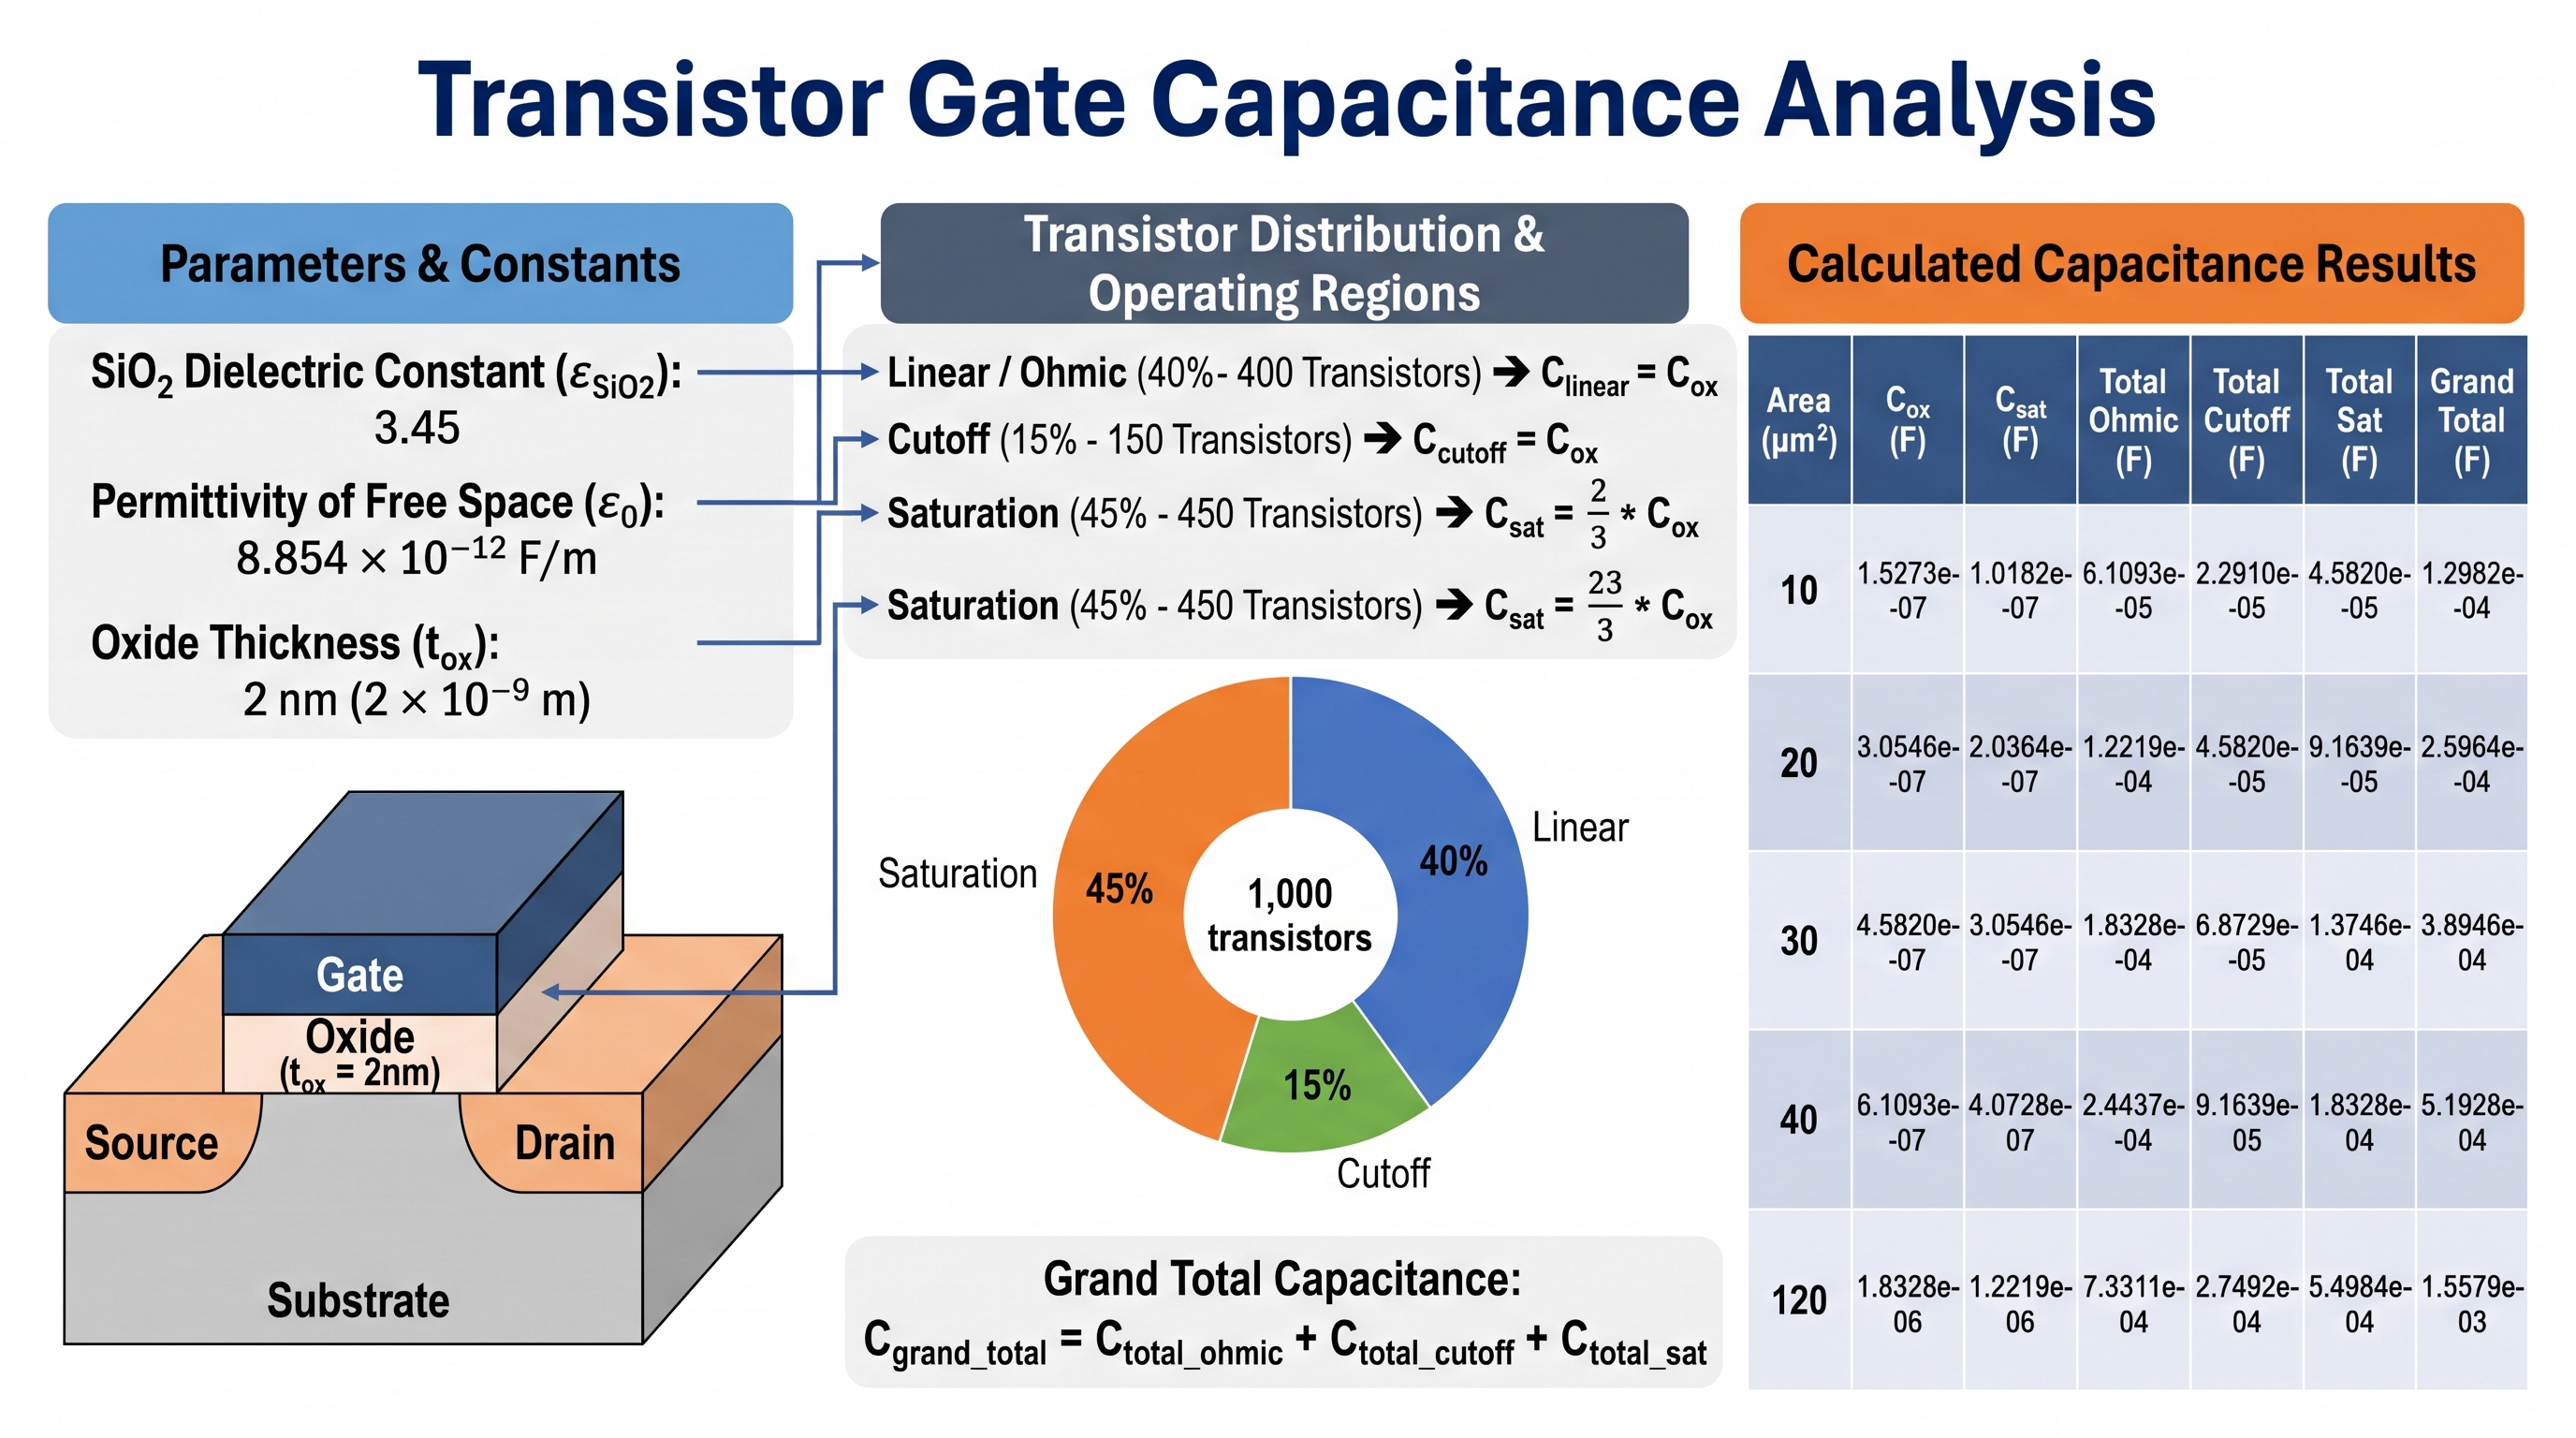 Transistor Gate Capacitance Analysis
Parameters & Constants
SiO₂ Dielectric Constant (εSiO2):
3.45
Permittivity of Free Space (ε₀):
8.854 × 10⁻¹² F/m
Oxide Thickness (tox):
2 nm (2 × 10⁻⁹ m)
Gate
Oxide
(tox = 2nm)
Source
Drain
Substrate
Transistor Distribution &
Operating Regions
Linear / Ohmic (40%- 400 Transistors) ➔ Clinear = Cox
Cutoff (15% - 150 Transistors) ➔ Ccutoff = Cox
Saturation (45% - 450 Transistors) ➔ Csat = 2/3 * Cox
Saturation (45% - 450 Transistors) ➔ Csat = 23/3 * Cox
Saturation
45%
1,000
transistors
40%
Linear
15%
Cutoff
Grand Total Capacitance:
Cgrand_total = Ctotal_ohmic + Ctotal_cutoff + Ctotal_sat
Calculated Capacitance Results
Area (μm²) Cox (F) Csat (F) Total Ohmic (F) Total Cutoff (F) Total Sat (F) Grand Total (F)
10 1.5273e--07 1.0182e--07 6.1093e--05 2.2910e--05 4.5820e--05 1.2982e--04
20 3.0546e--07 2.0364e--07 1.2219e--04 4.5820e--05 9.1639e--05 2.5964e--04
30 4.5820e--07 3.0546e--07 1.8328e--04 6.8729e--05 1.3746e-04 3.8946e-04
40 6.1093e--07 4.0728e-07 2.4437e--04 9.1639e-05 1.8328e-04 5.1928e-04
120 1.8328e-06 1.2219e-06 7.3311e-04 2.7492e-04 5.4984e-04 1.5579e-03